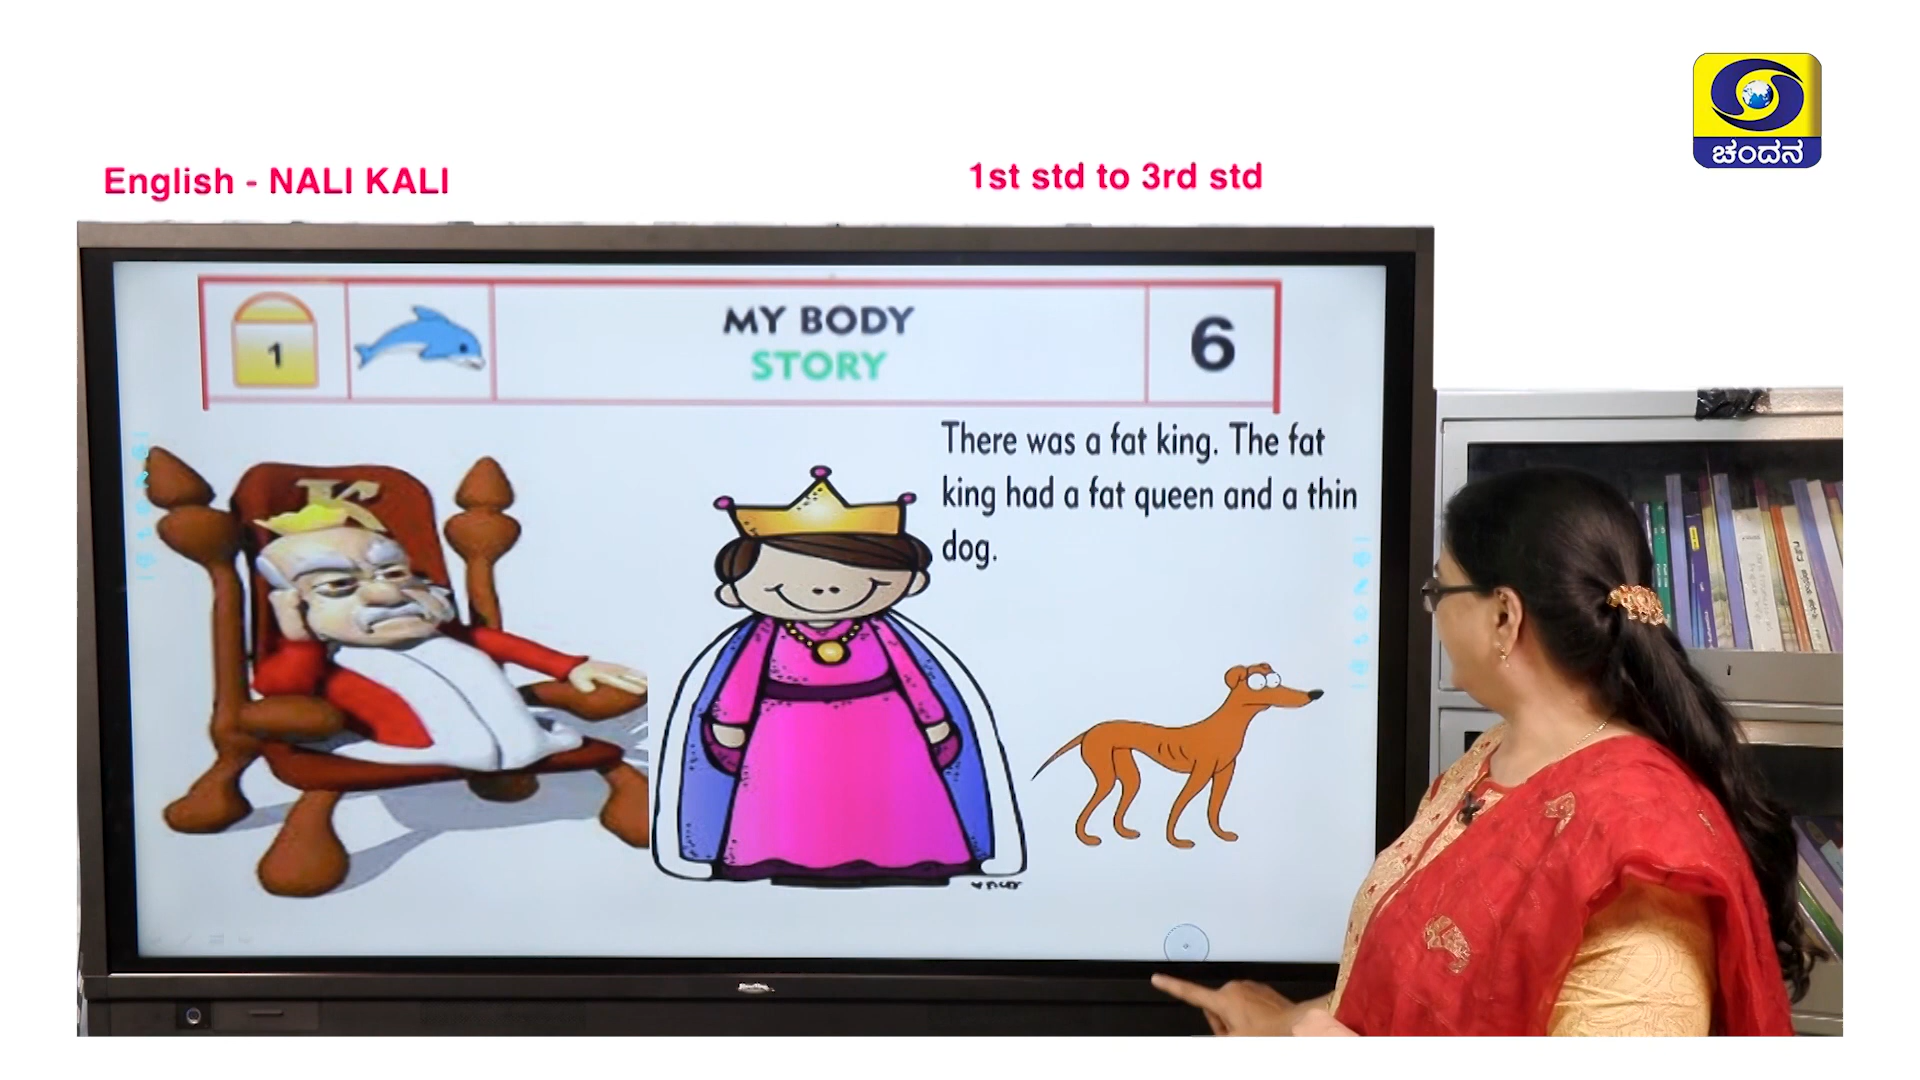 ಚಂದನ
English - NALI KALI
1st std to 3rd std
1
MY BODY
STORY
6
There was a fat king. The fat
king had a fat queen and a thin
dog.
K